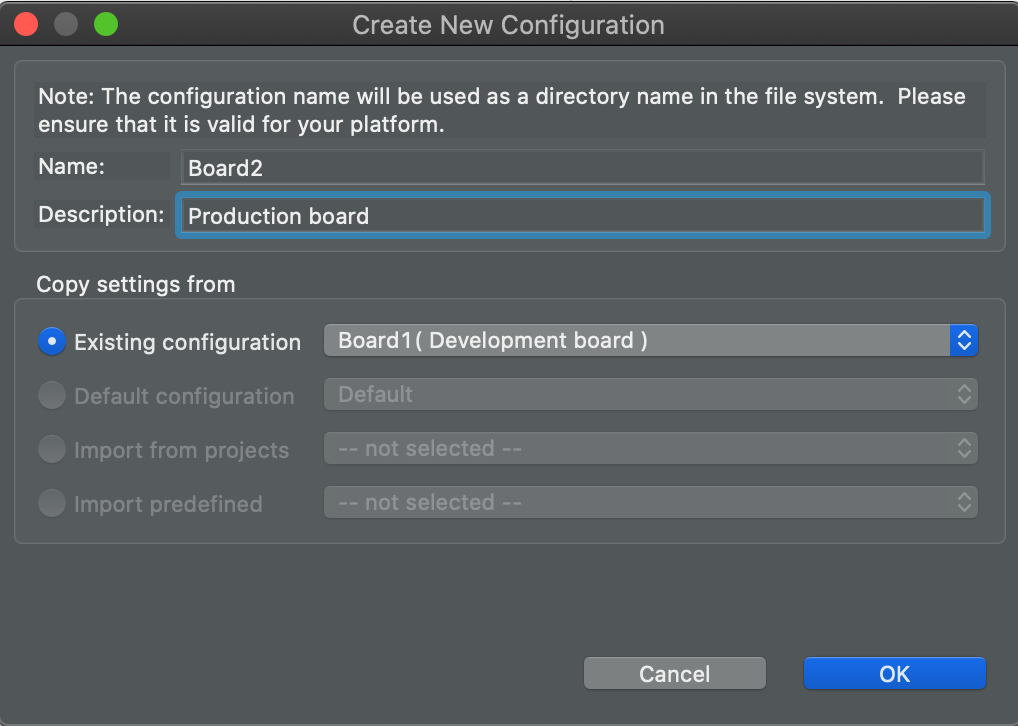 Create New Configuration
Note: The configuration name will be used as a directory name in the file system.  Please
ensure that it is valid for your platform.
Name: Board2
Description: Production board
Copy settings from
Existing configuration Board1( Development board )
Default configuration Default
Import from projects -- not selected --
Import predefined -- not selected --
Cancel OK